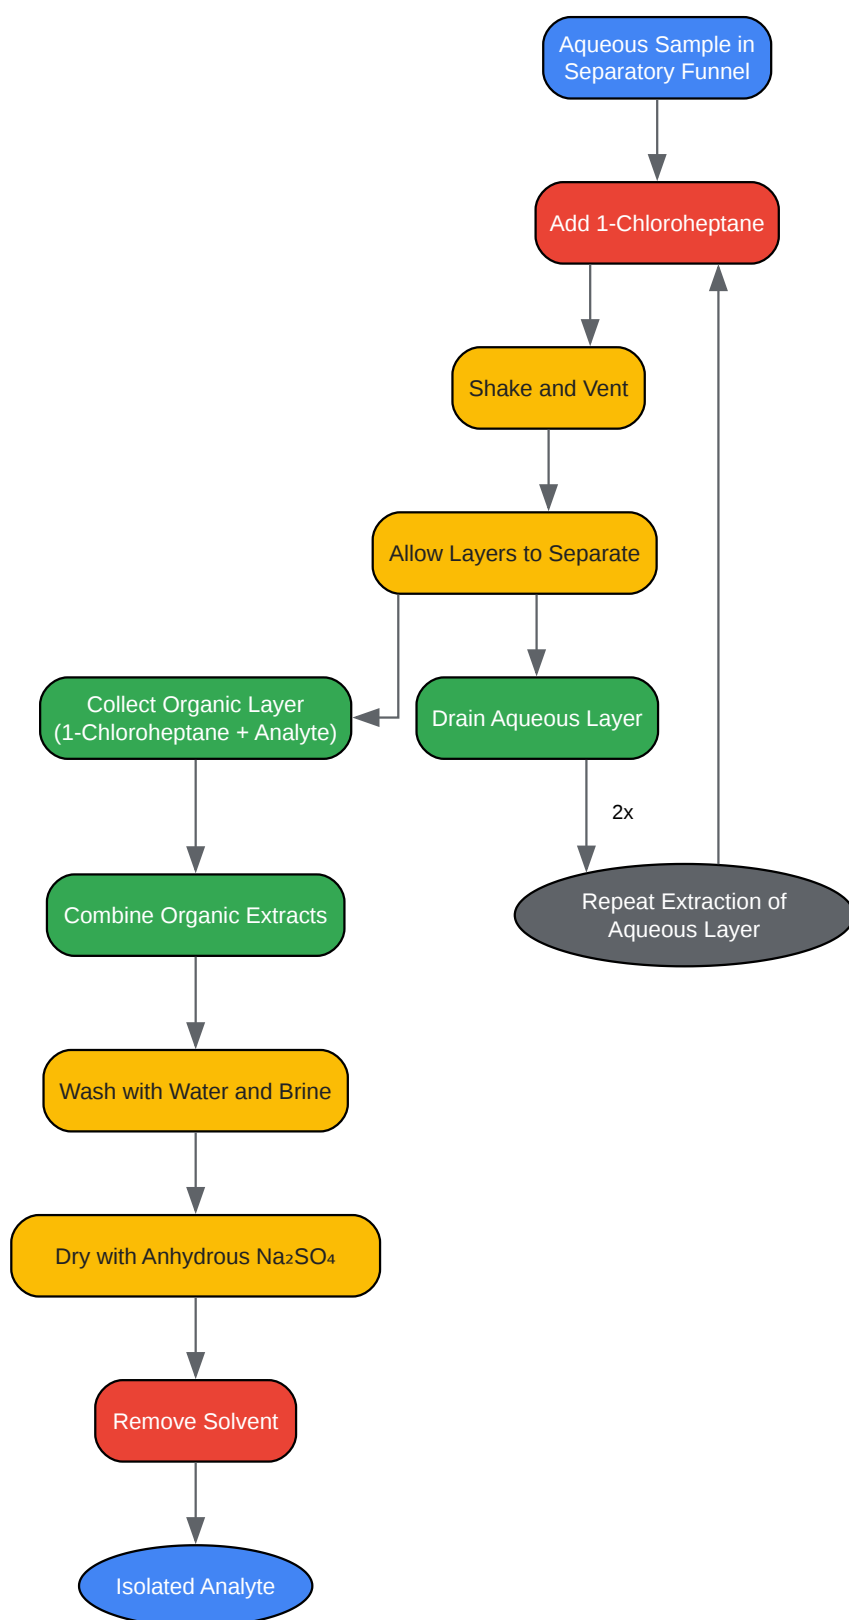 Aqueous Sample in
Separatory Funnel
Add 1-Chloroheptane
Shake and Vent
Allow Layers to Separate
Collect Organic Layer
(1-Chloroheptane + Analyte)
Drain Aqueous Layer
2x
Combine Organic Extracts
Repeat Extraction of
Aqueous Layer
Wash with Water and Brine
Dry with Anhydrous Na₂SO₄
Remove Solvent
Isolated Analyte